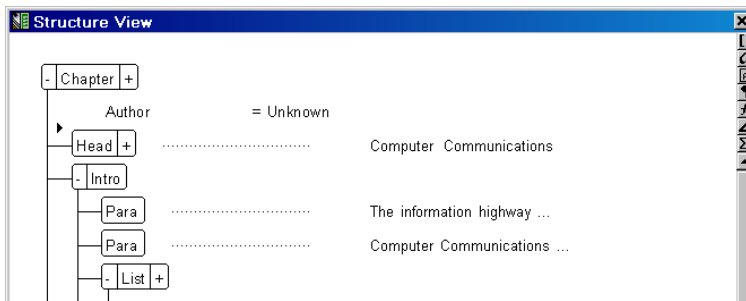 Structure View
- Chapter +
Author = Unknown
Head + Computer Communications
- Intro
Para The information highway ...
Para Computer Communications ...
- List +